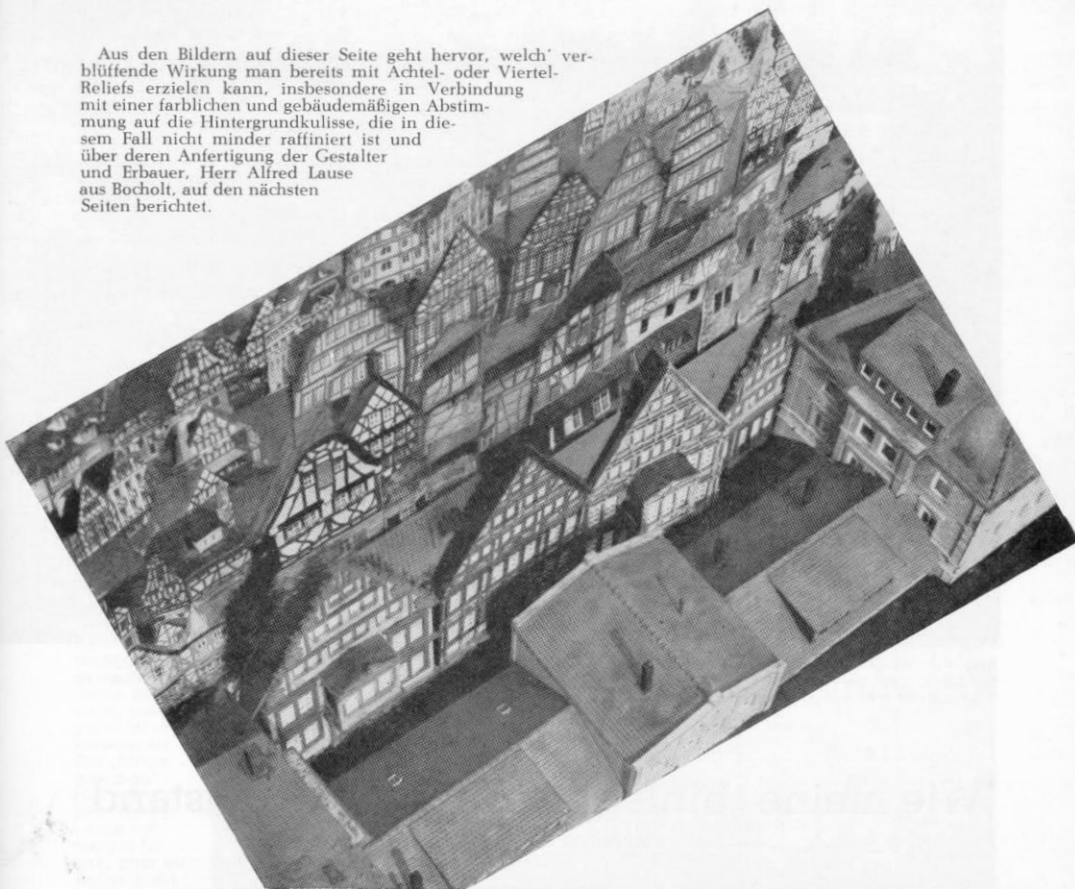 Aus den Bildern auf dieser Seite geht hervor, welch' ver-
blüffende Wirkung man bereits mit Achtel- oder Viertel-
Reliefs erzielen kann, insbesondere in Verbindung
mit einer farblichen und gebäudemäßigen Abstim-
mung auf die Hintergrundkulisse, die in die-
sem Fall nicht minder raffiniert ist und
über deren Anfertigung der Gestalter
und Erbauer, Herr Alfred Lause
aus Bocholt, auf den nächsten
Seiten berichtet.